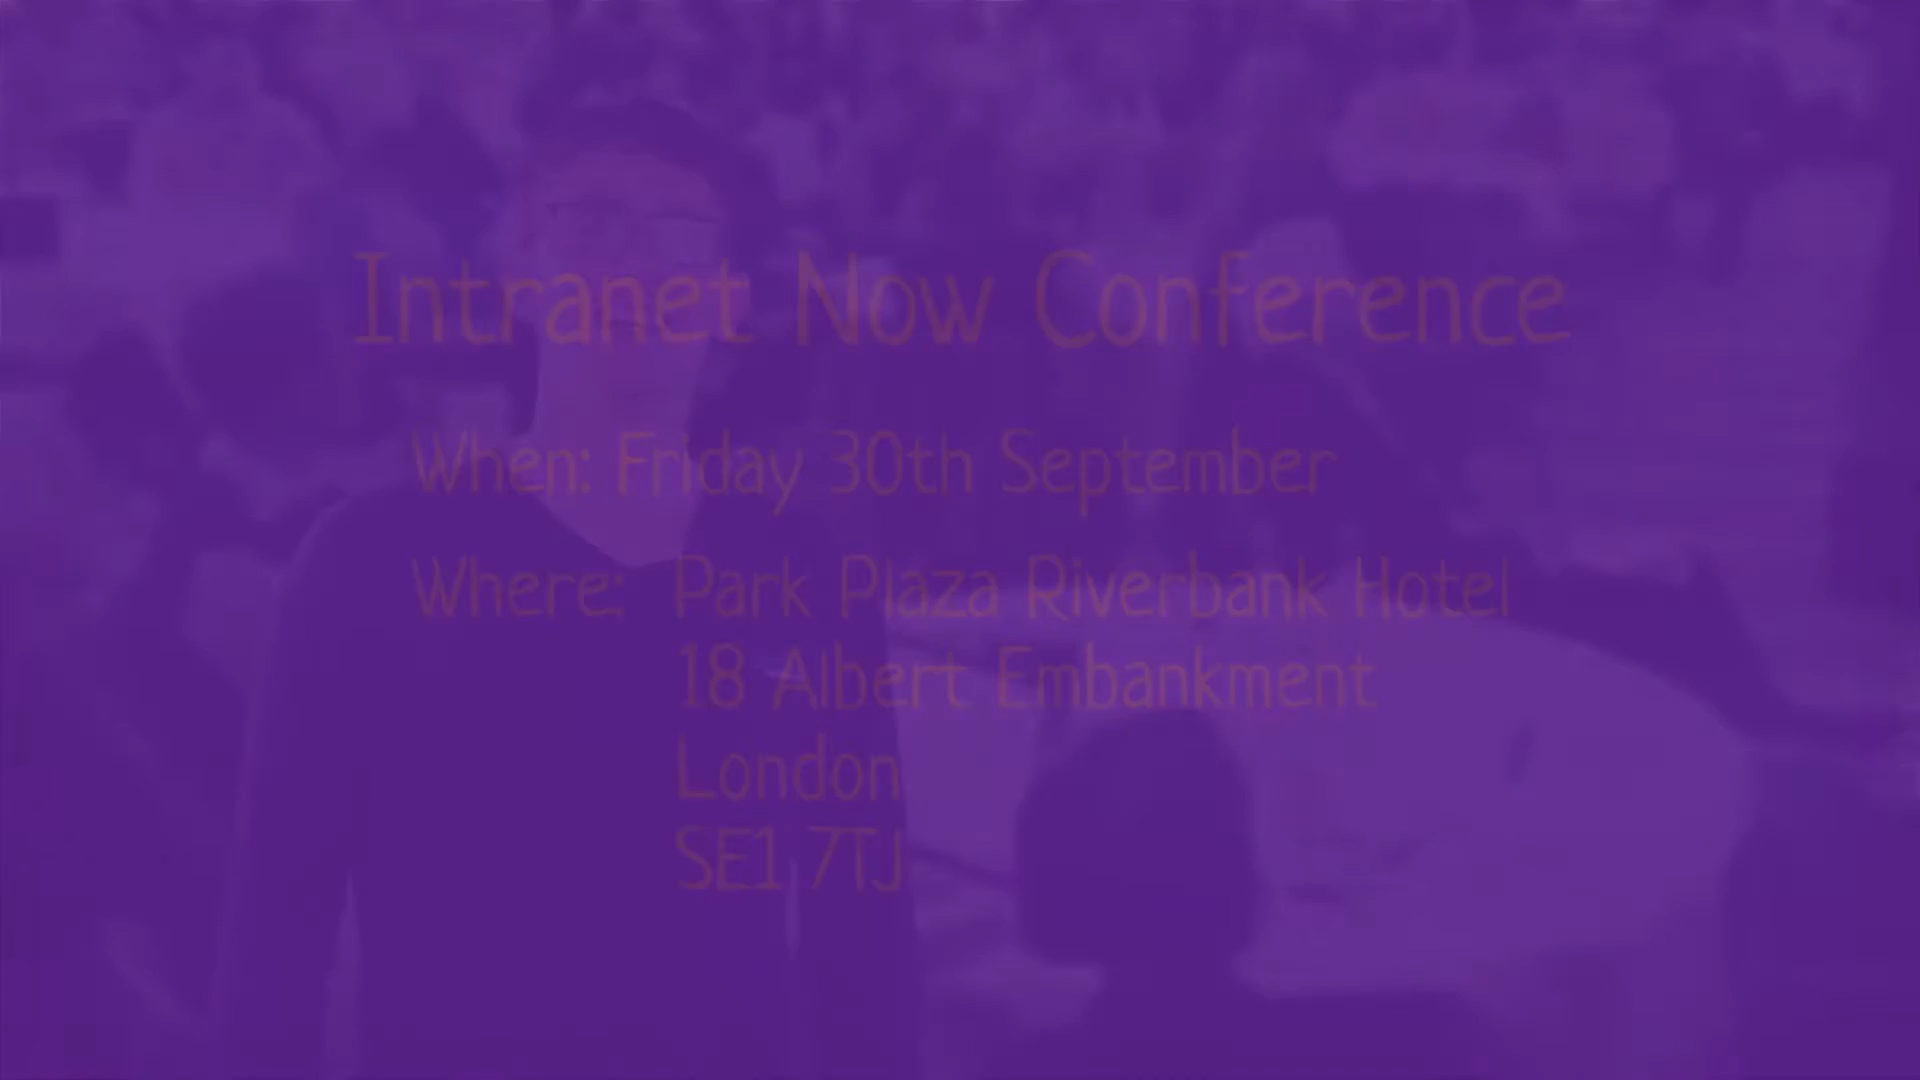 Intranet Now Conference
When: Friday 30th September
Where: Park Plaza Riverbank Hotel
18 Albert Embankment
London
SE1 7TJ